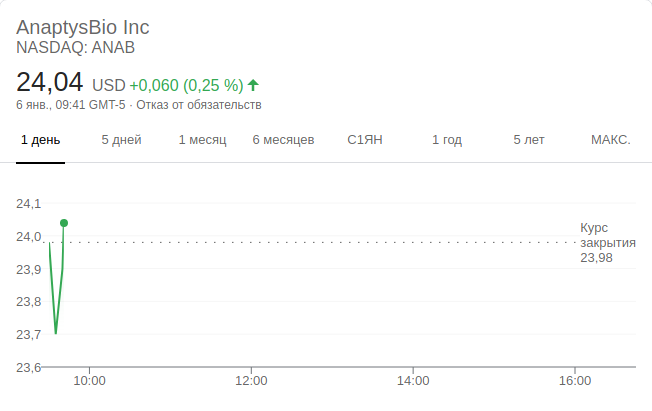 AnaptysBio Inc
NASDAQ: ANAB
24,04 USD +0,060 (0,25 %)
6 янв., 09:41 GMT-5 · Отказ от обязательств
1 день 5 дней 1 месяц 6 месяцев С1ЯН 1 год 5 лет МАКС.
24,1
24,0
23,9
23,8
23,7
23,6
Курс
закрытия
23,98
10:00 12:00 14:00 16:00